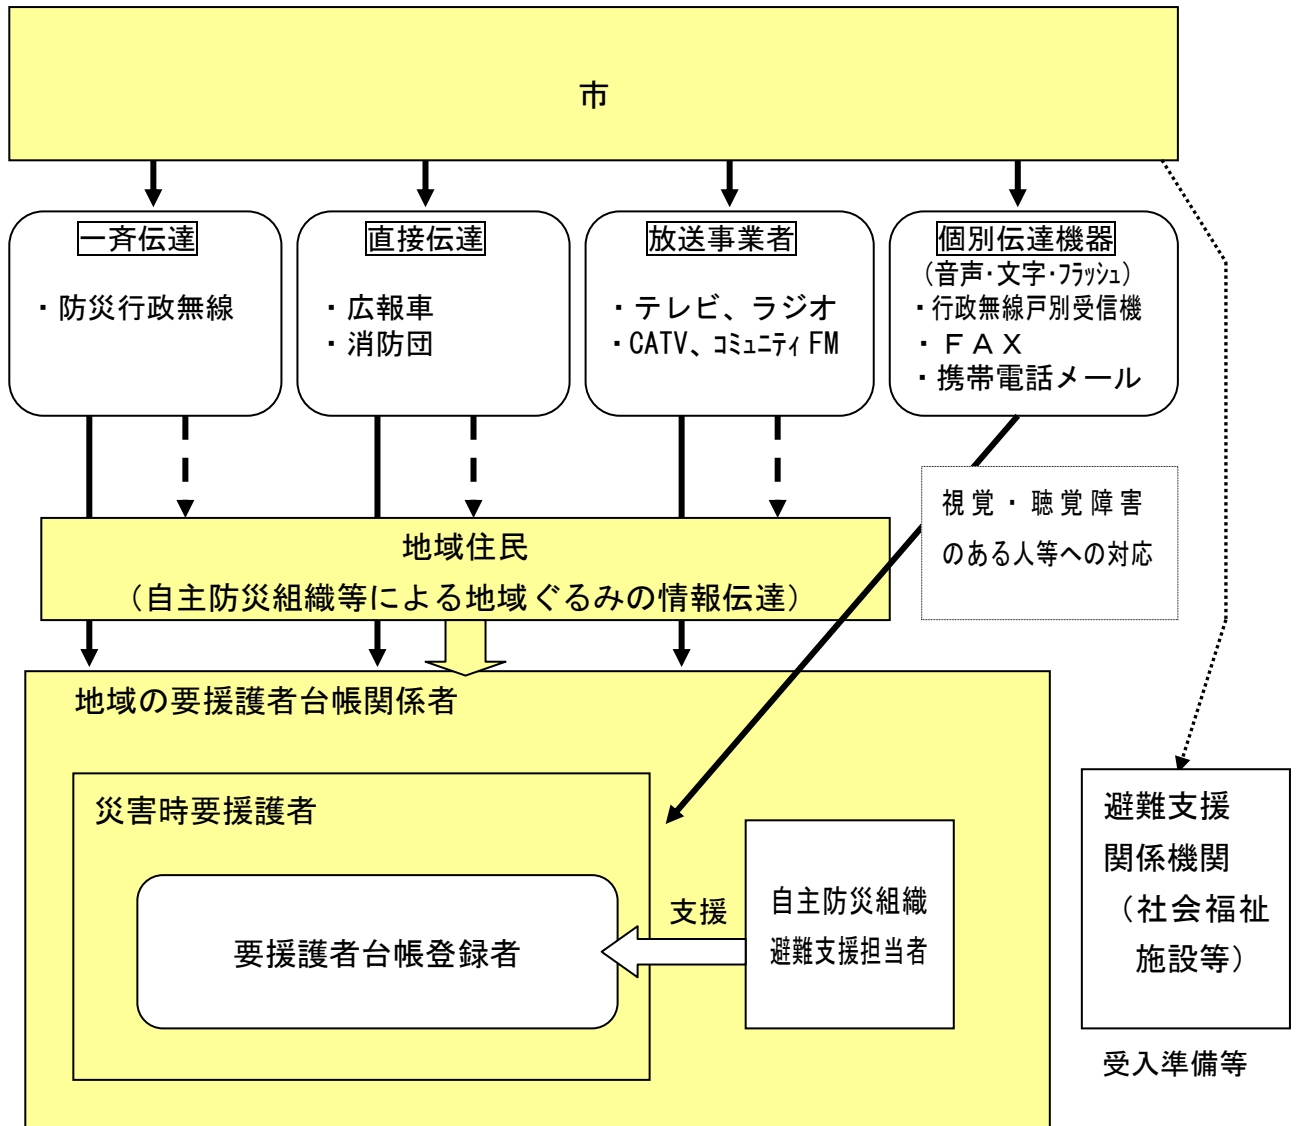 市
一斉伝達
・防災行政無線
直接伝達
・広報車
・消防団
放送事業者
・テレビ、ラジオ
・CATV、ｺﾐｭﾆﾃｨ FM
個別伝達機器
（音声・文字・ﾌﾗｯｼｭ）
・行政無線戸別受信機
・ＦＡＸ
・携帯電話メール
視覚・聴覚障害
のある人等への対応
地域住民
（自主防災組織等による地域ぐるみの情報伝達）
地域の要援護者台帳関係者
災害時要援護者
要援護者台帳登録者
支援
自主防災組織
避難支援担当者
避難支援
関係機関
（社会福祉
施設等）
受入準備等